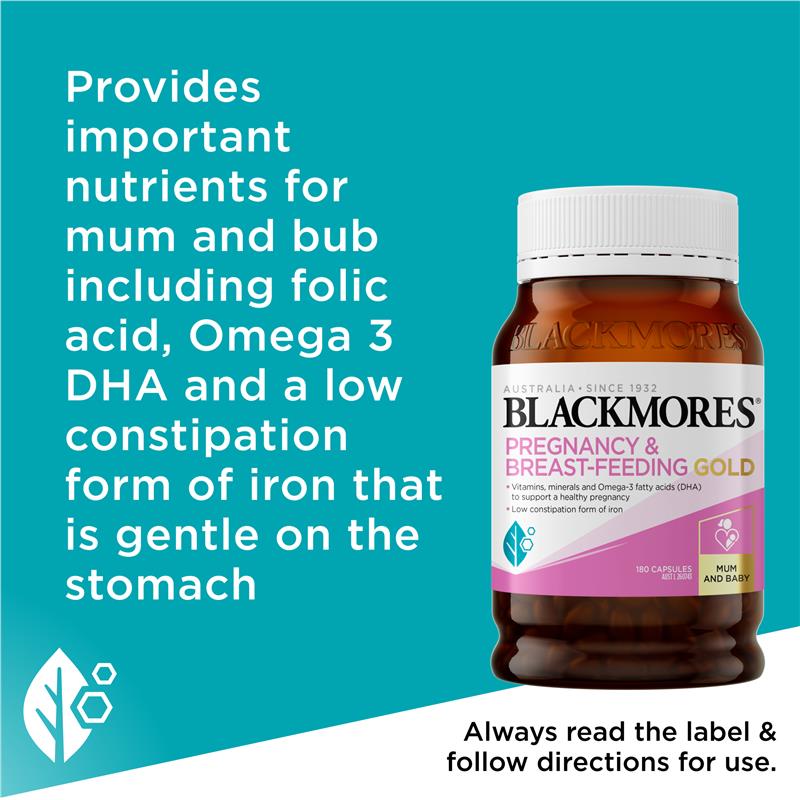 Provides
important
nutrients for
mum and bub
including folic
acid, Omega 3
DHA and a low
constipation
form of iron that
is gentle on the
stomach
BLACKMORES
AUSTRALIA • SINCE 1932
BLACKMORES®
PREGNANCY &
BREAST-FEEDING GOLD
• Vitamins, minerals and Omega-3 fatty acids (DHA)
to support a healthy pregnancy
• Low constipation form of iron
180 CAPSULES
AUST L 260743
MUM
AND BABY
Always read the label &
follow directions for use.